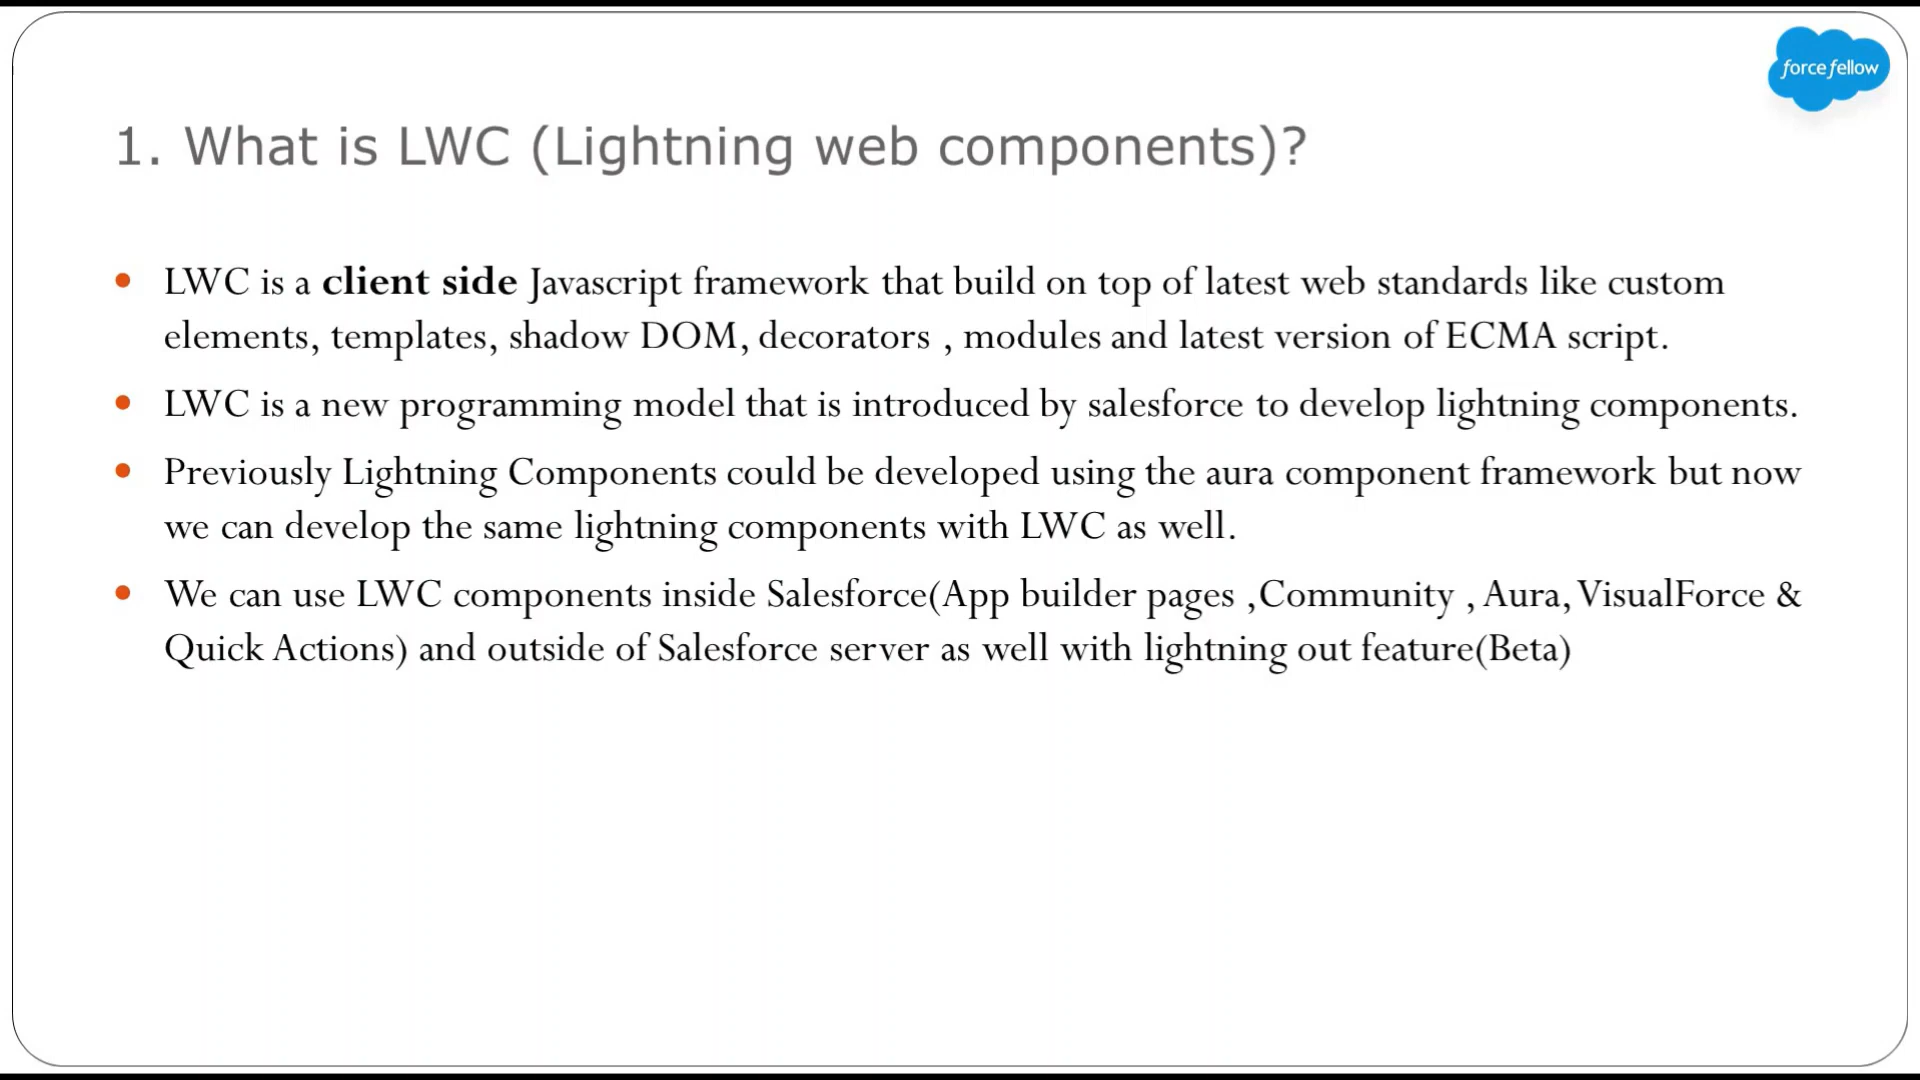 force fellow
1. What is LWC (Lightning web components)?
• LWC is a client side Javascript framework that build on top of latest web standards like custom
elements, templates, shadow DOM, decorators , modules and latest version of ECMA script.
• LWC is a new programming model that is introduced by salesforce to develop lightning components.
• Previously Lightning Components could be developed using the aura component framework but now
we can develop the same lightning components with LWC as well.
• We can use LWC components inside Salesforce(App builder pages ,Community , Aura, VisualForce &
Quick Actions) and outside of Salesforce server as well with lightning out feature(Beta)